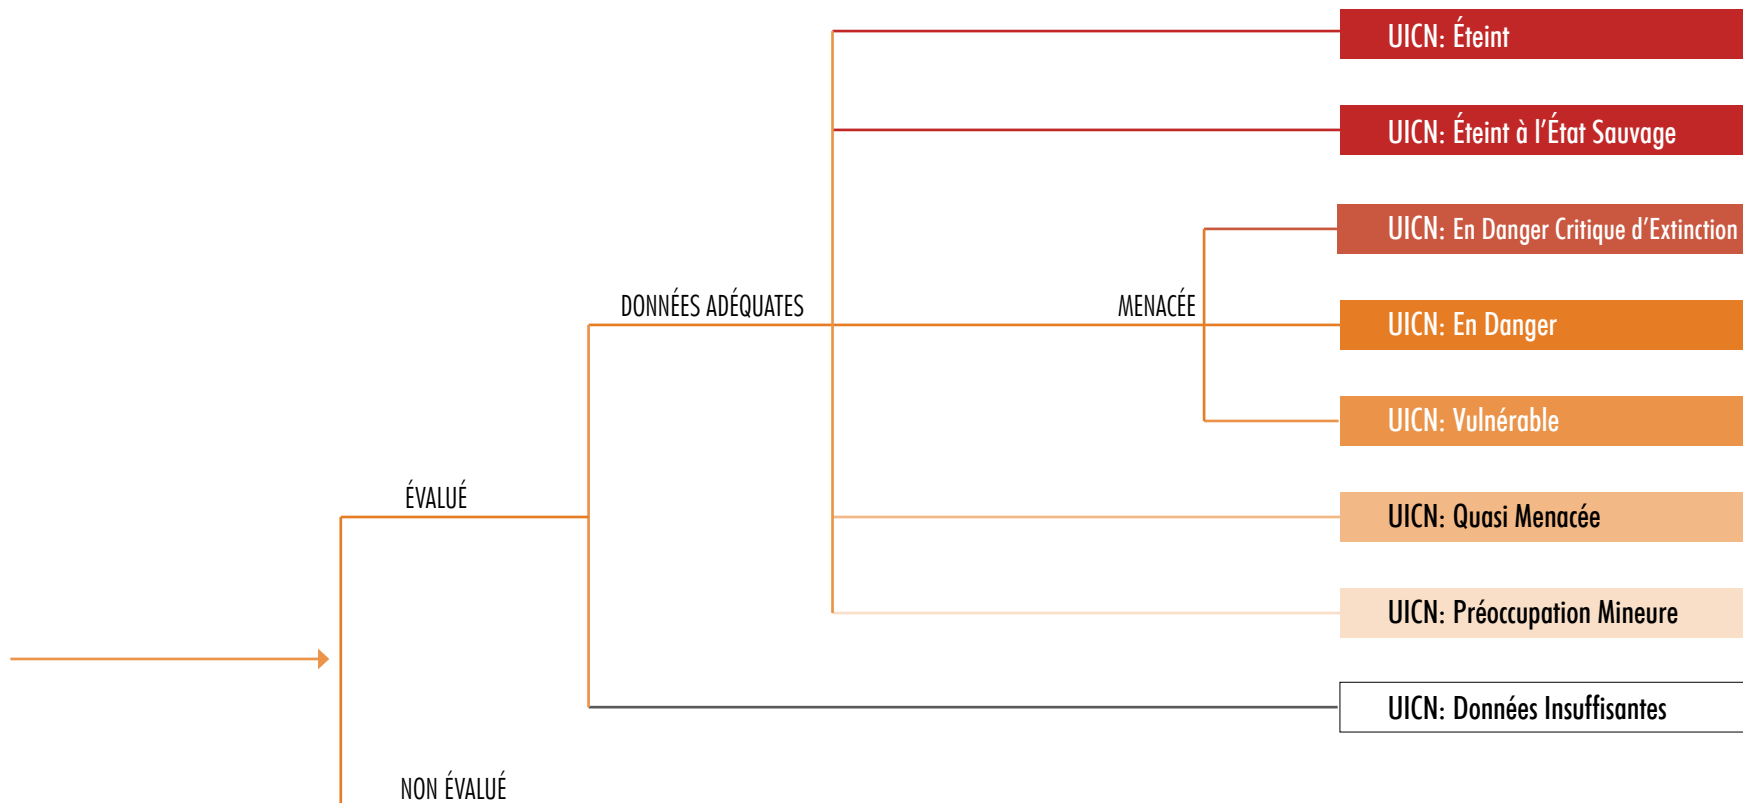 UICN: Éteint
UICN: Éteint à l'État Sauvage
UICN: En Danger Critique d'Extinction
DONNÉES ADÉQUATES
MENACÉE
UICN: En Danger
UICN: Vulnérable
ÉVALUÉ
UICN: Quasi Menacée
UICN: Préoccupation Mineure
UICN: Données Insuffisantes
NON ÉVALUÉ